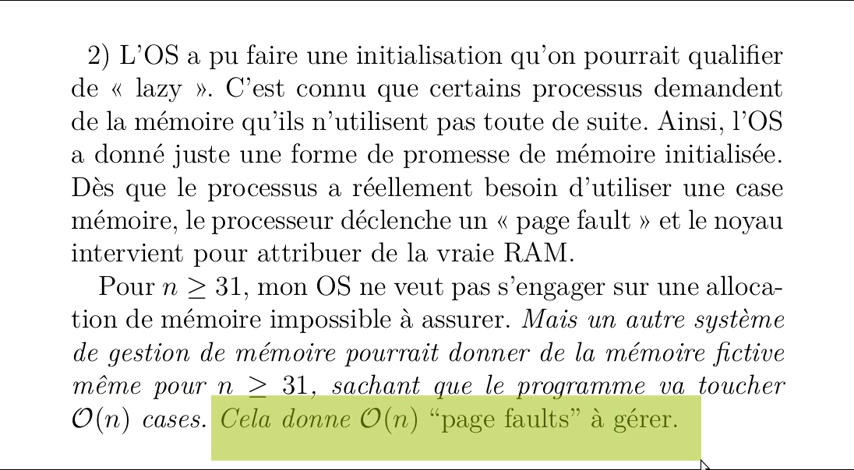 2) L'OS a pu faire une initialisation qu'on pourrait qualifier
de « lazy ». C'est connu que certains processus demandent
de la mémoire qu'ils n'utilisent pas toute de suite. Ainsi, l'OS
a donné juste une forme de promesse de mémoire initialisée.
Dès que le processus a réellement besoin d'utiliser une case
mémoire, le processeur déclenche un « page fault » et le noyau
intervient pour attribuer de la vraie RAM.
Pour n ≥ 31, mon OS ne veut pas s'engager sur une alloca-
tion de mémoire impossible à assurer. Mais un autre système
de gestion de mémoire pourrait donner de la mémoire fictive
même pour n ≥ 31, sachant que le programme va toucher
O(n) cases. Cela donne O(n) “page faults” à gérer.